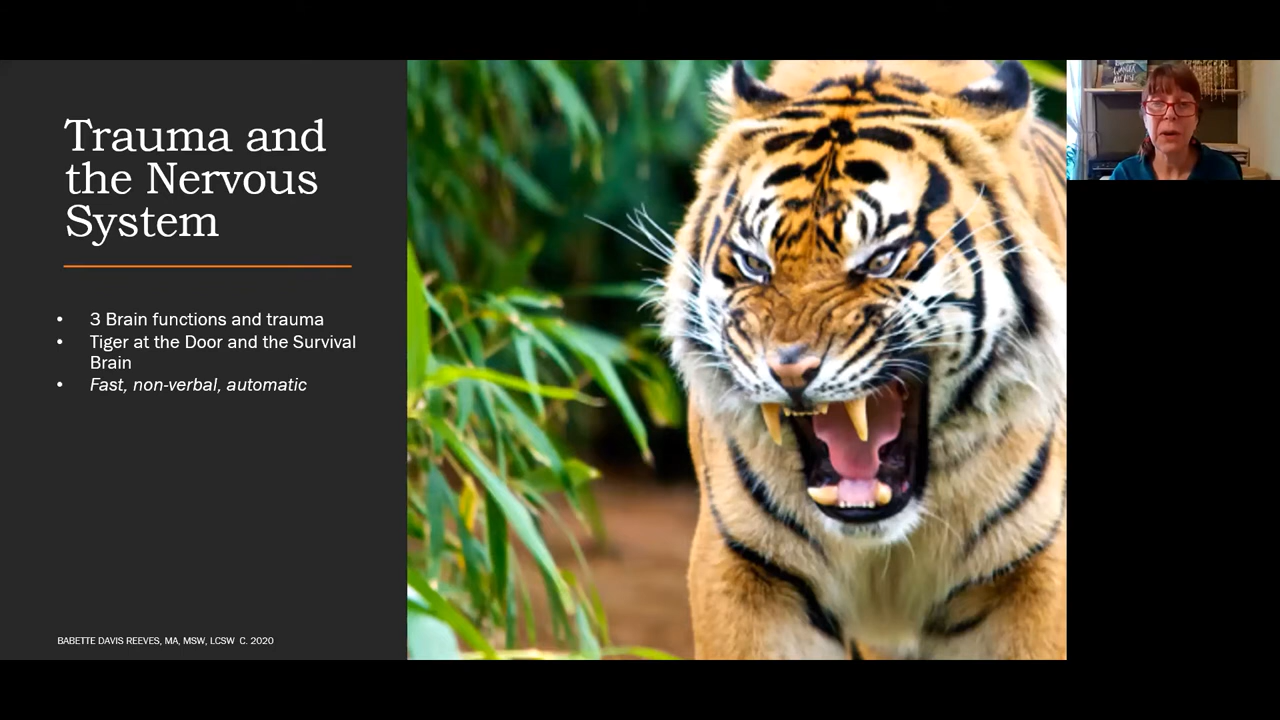 Trauma and
the Nervous
System
• 3 Brain functions and trauma
• Tiger at the Door and the Survival
Brain
• Fast, non-verbal, automatic
BABETTE DAVIS REEVES, MA, MSW, LCSW C. 2020